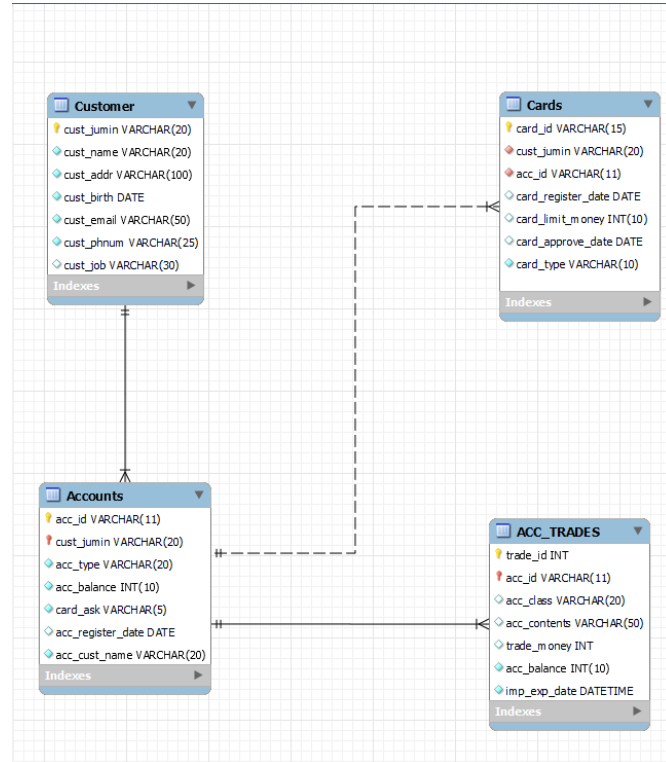 Customer
cust_jumin VARCHAR(20)
cust_name VARCHAR(20)
cust_addr VARCHAR(100)
cust_birth DATE
cust_email VARCHAR(50)
cust_phnum VARCHAR(25)
cust_job VARCHAR(30)
Indexes
Cards
card_id VARCHAR(15)
cust_jumin VARCHAR(20)
acc_id VARCHAR(11)
card_register_date DATE
card_limit_money INT(10)
card_approve_date DATE
card_type VARCHAR(10)
Indexes
Accounts
acc_id VARCHAR(11)
cust_jumin VARCHAR(20)
acc_type VARCHAR(20)
acc_balance INT(10)
card_ask VARCHAR(5)
acc_register_date DATE
acc_cust_name VARCHAR(20)
Indexes
ACC_TRADES
trade_id INT
acc_id VARCHAR(11)
acc_class VARCHAR(20)
acc_contents VARCHAR(50)
trade_money INT
acc_balance INT(10)
imp_exp_date DATETIME
Indexes